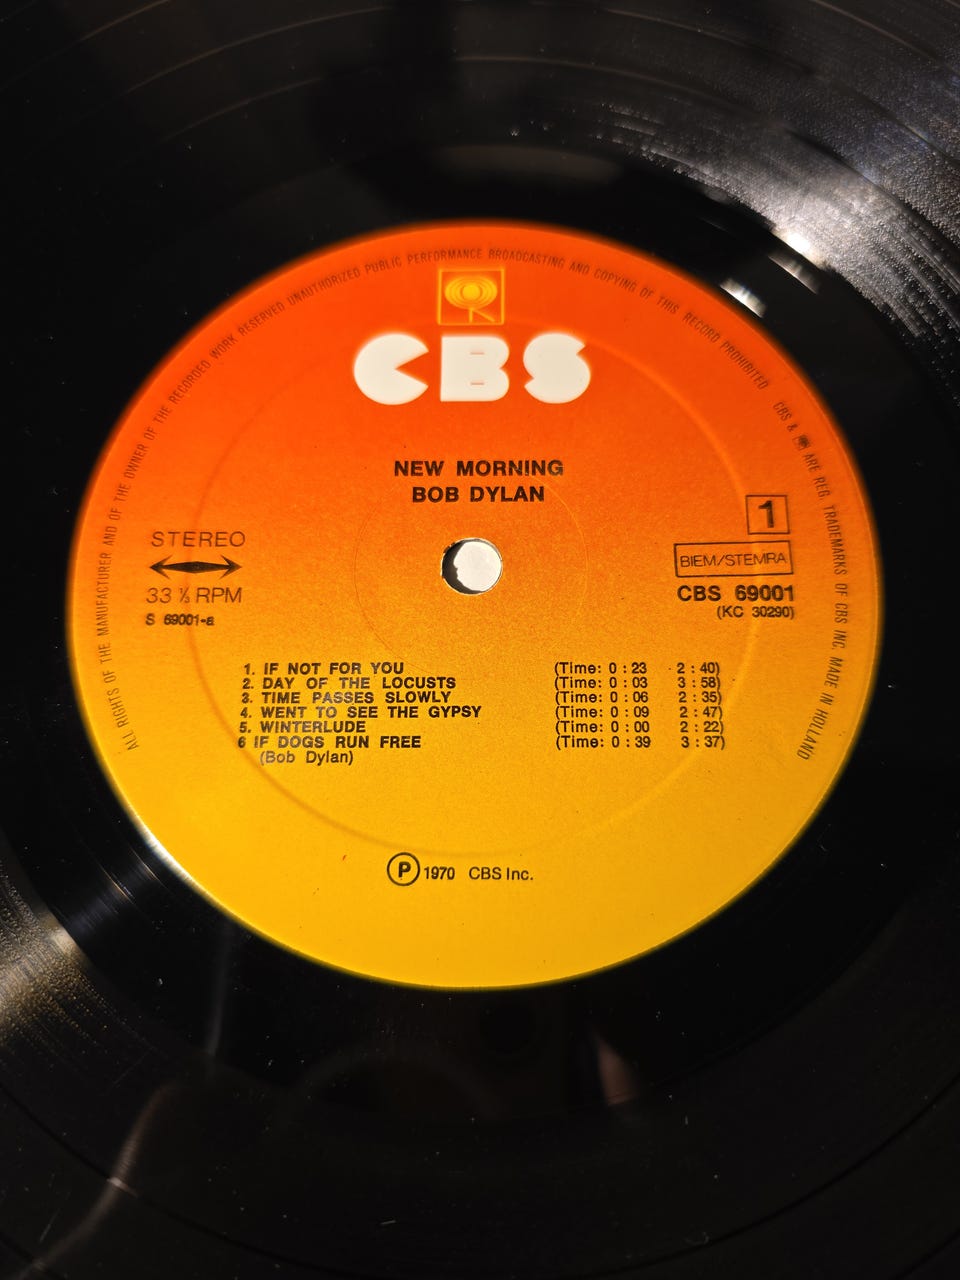 ALL RIGHTS OF THE MANUFACTURER AND OF THE OWNER OF THE RECORDED WORK RESERVED UNAUTHORIZED PUBLIC PERFORMANCE BROADCASTING AND COPYING OF THIS RECORD PROHIBITED CBS & ARE REG. TRADEMARKS OF CBS INC. MADE IN HOLLAND
CBS
NEW MORNING
BOB DYLAN
STEREO
33 ⅓ RPM
S 69001-a
1
BIEM/STEMRA
CBS 69001
(KC 30290)
1. IF NOT FOR YOU (Time: 0 : 23 2 : 40)
2. DAY OF THE LOCUSTS (Time: 0 : 03 3 : 58)
3. TIME PASSES SLOWLY (Time: 0 : 06 2 : 35)
4. WENT TO SEE THE GYPSY (Time: 0 : 09 2 : 47)
5. WINTERLUDE (Time: 0 : 00 2 : 22)
6 IF DOGS RUN FREE (Time: 0 : 39 3 : 37)
(Bob Dylan)
Ⓟ 1970 CBS Inc.